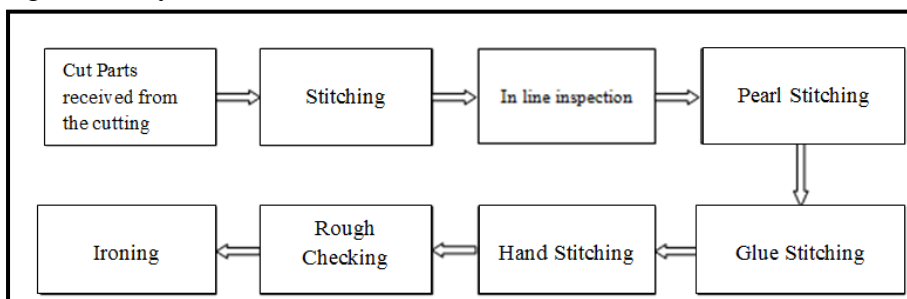 Cut Parts
received from
the cutting
Stitching
In line inspection
Pearl Stitching
Glue Stitching
Hand Stitching
Rough
Checking
Ironing